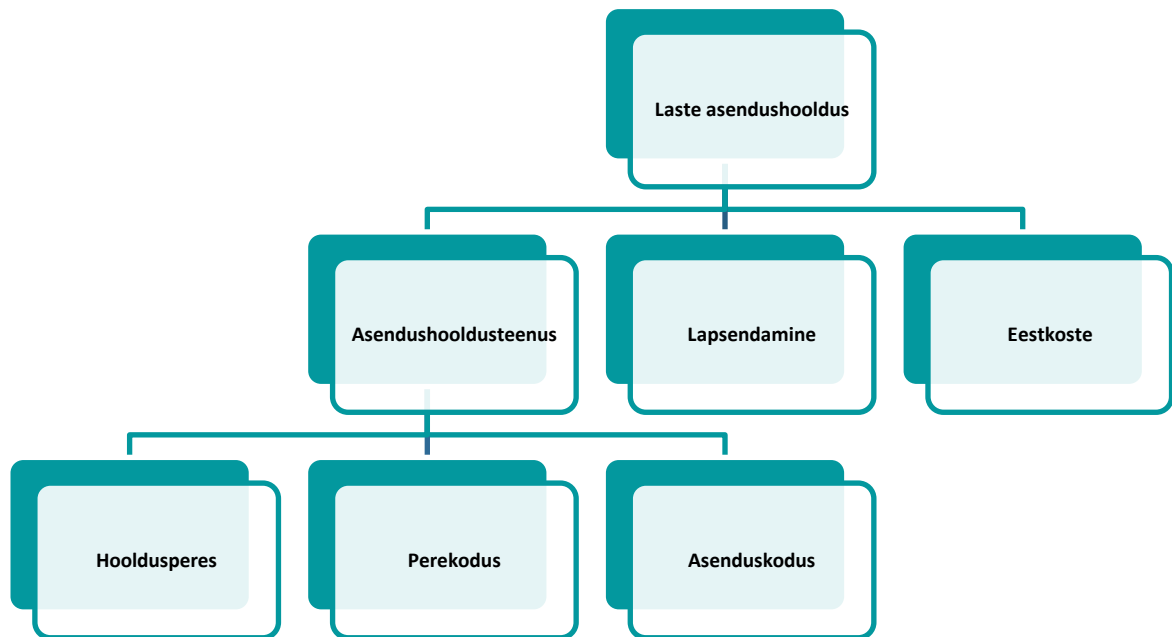 Laste asendushooldus
Asendushooldusteenus
Lapsendamine
Eestkoste
Hooldusperes
Perekodus
Asenduskodus